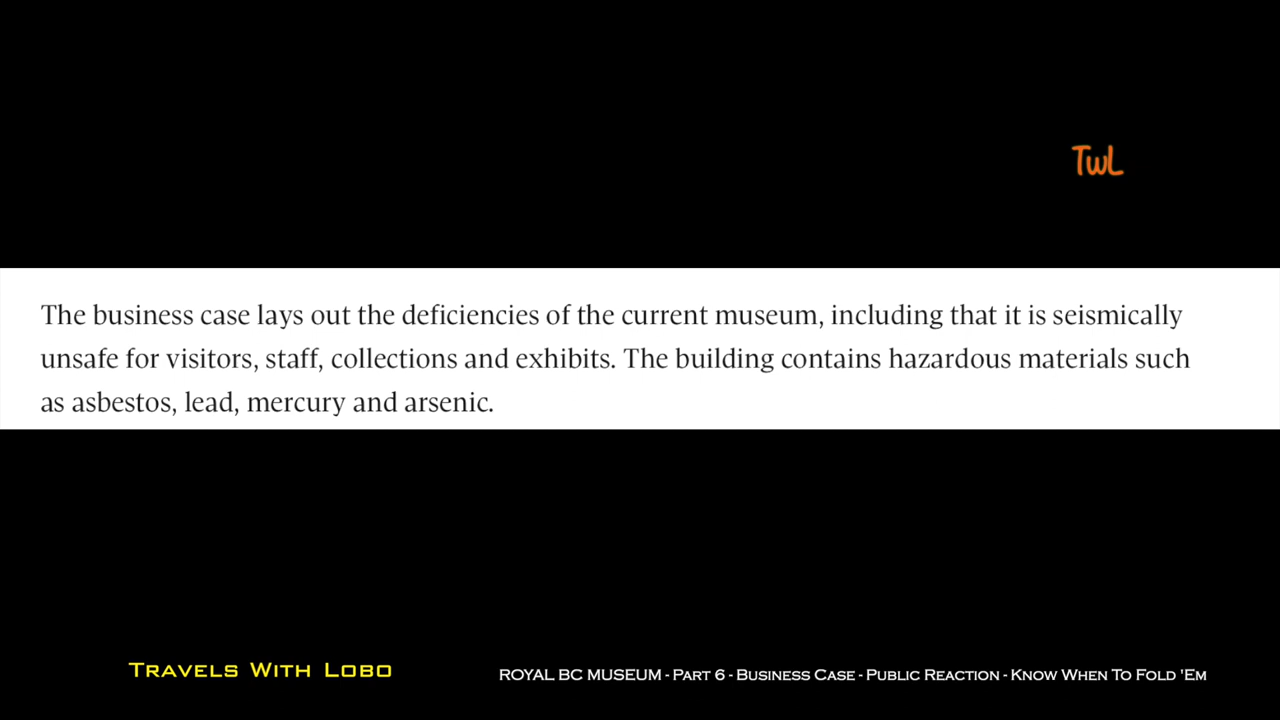 TwL
The business case lays out the deficiencies of the current museum, including that it is seismically
unsafe for visitors, staff, collections and exhibits. The building contains hazardous materials such
as asbestos, lead, mercury and arsenic.
Travels With Lobo
ROYAL BC MUSEUM - Part 6 - Business Case - Public Reaction - Know When To Fold 'Em